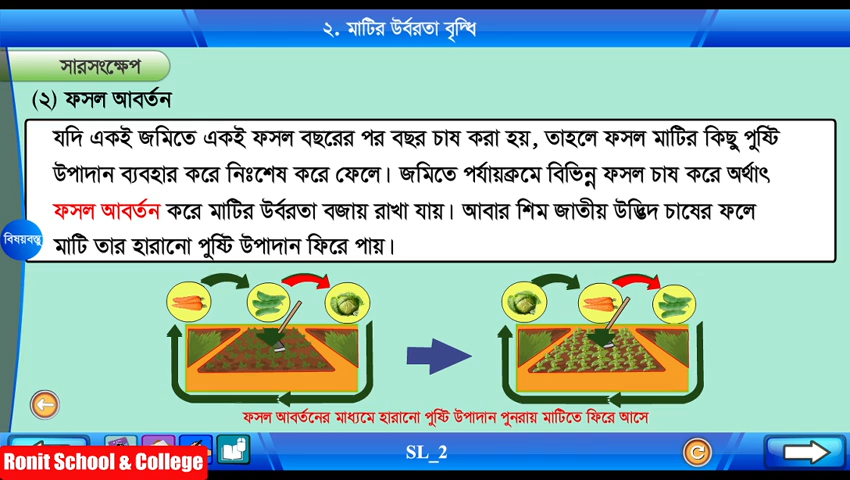 ২. মাটির উর্বরতা বৃদ্ধি
সারসংক্ষেপ
(২) ফসল আবর্তন
যদি একই জমিতে একই ফসল বছরের পর বছর চাষ করা হয়, তাহলে ফসল মাটির কিছু পুষ্টি
উপাদান ব্যবহার করে নিঃশেষ করে ফেলে। জমিতে পর্যায়ক্রমে বিভিন্ন ফসল চাষ করে অর্থাৎ
ফসল আবর্তন করে মাটির উর্বরতা বজায় রাখা যায়। আবার শিম জাতীয় উদ্ভিদ চাষের ফলে
মাটি তার হারানো পুষ্টি উপাদান ফিরে পায়।
বিষয়বস্তু
ফসল আবর্তনের মাধ্যমে হারানো পুষ্টি উপাদান পুনরায় মাটিতে ফিরে আসে
SL_2
Ronit School & College